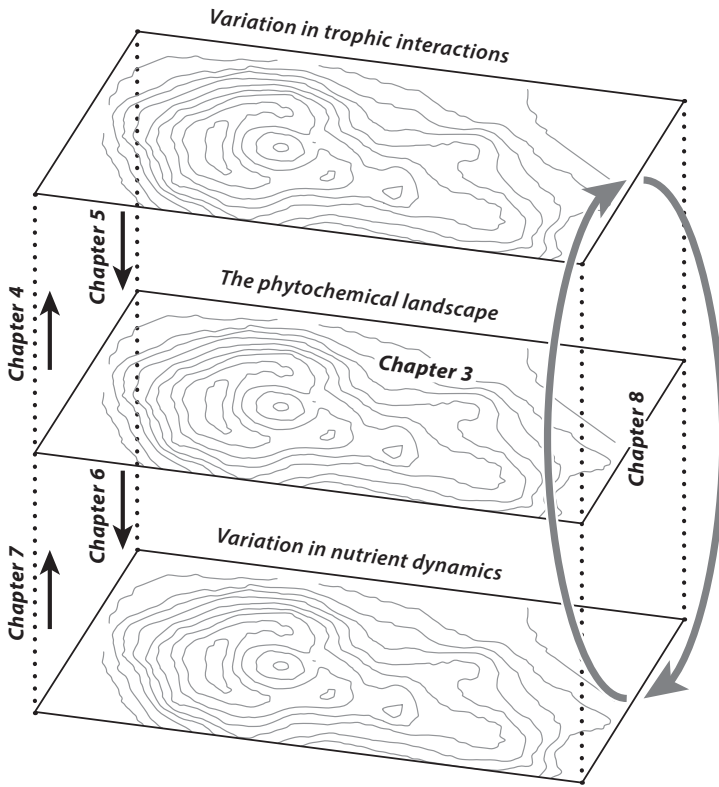 Variation in trophic interactions
Chapter 5
Chapter 4
The phytochemical landscape
Chapter 3
Chapter 8
Chapter 6
Chapter 7
Variation in nutrient dynamics